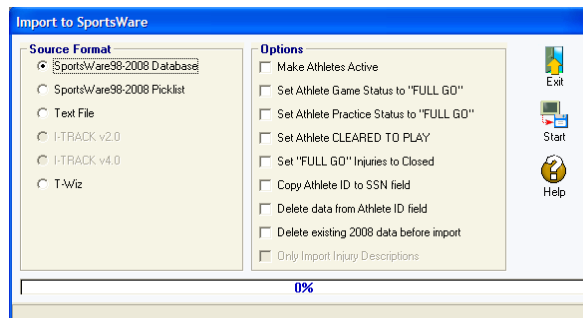 Import to SportsWare
Source Format
SportsWare98-2008 Database
SportsWare98-2008 Picklist
Text File
I-TRACK v2.0
I-TRACK v4.0
T-Wiz
Options
Make Athletes Active
Set Athlete Game Status to "FULL GO"
Set Athlete Practice Status to "FULL GO"
Set Athlete CLEARED TO PLAY
Set "FULL GO" Injuries to Closed
Copy Athlete ID to SSN field
Delete data from Athlete ID field
Delete existing 2008 data before import
Only Import Injury Descriptions
Exit
Start
Help
0%